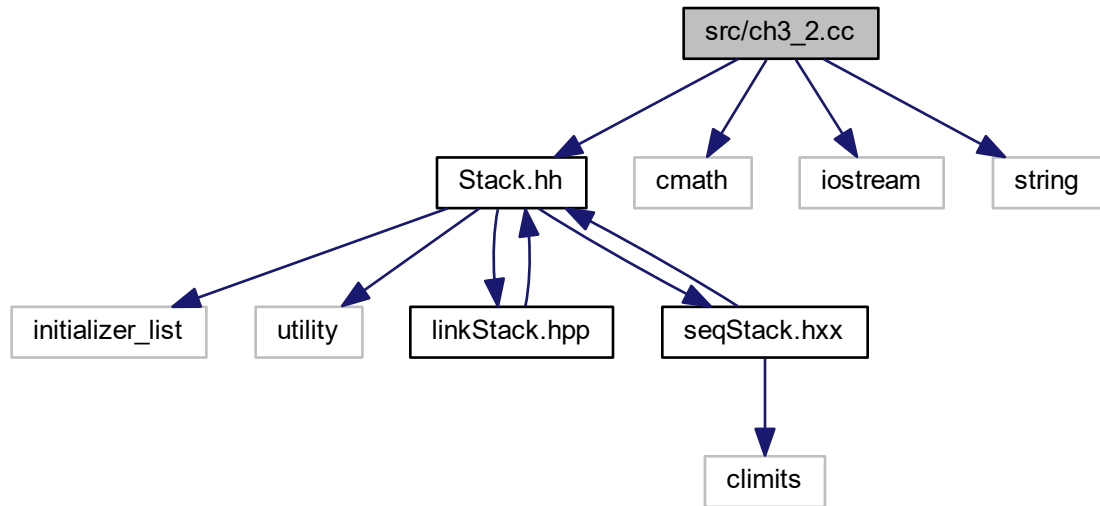 src/ch3_2.cc
Stack.hh
cmath
iostream
string
initializer_list
utility
linkStack.hpp
seqStack.hxx
climits